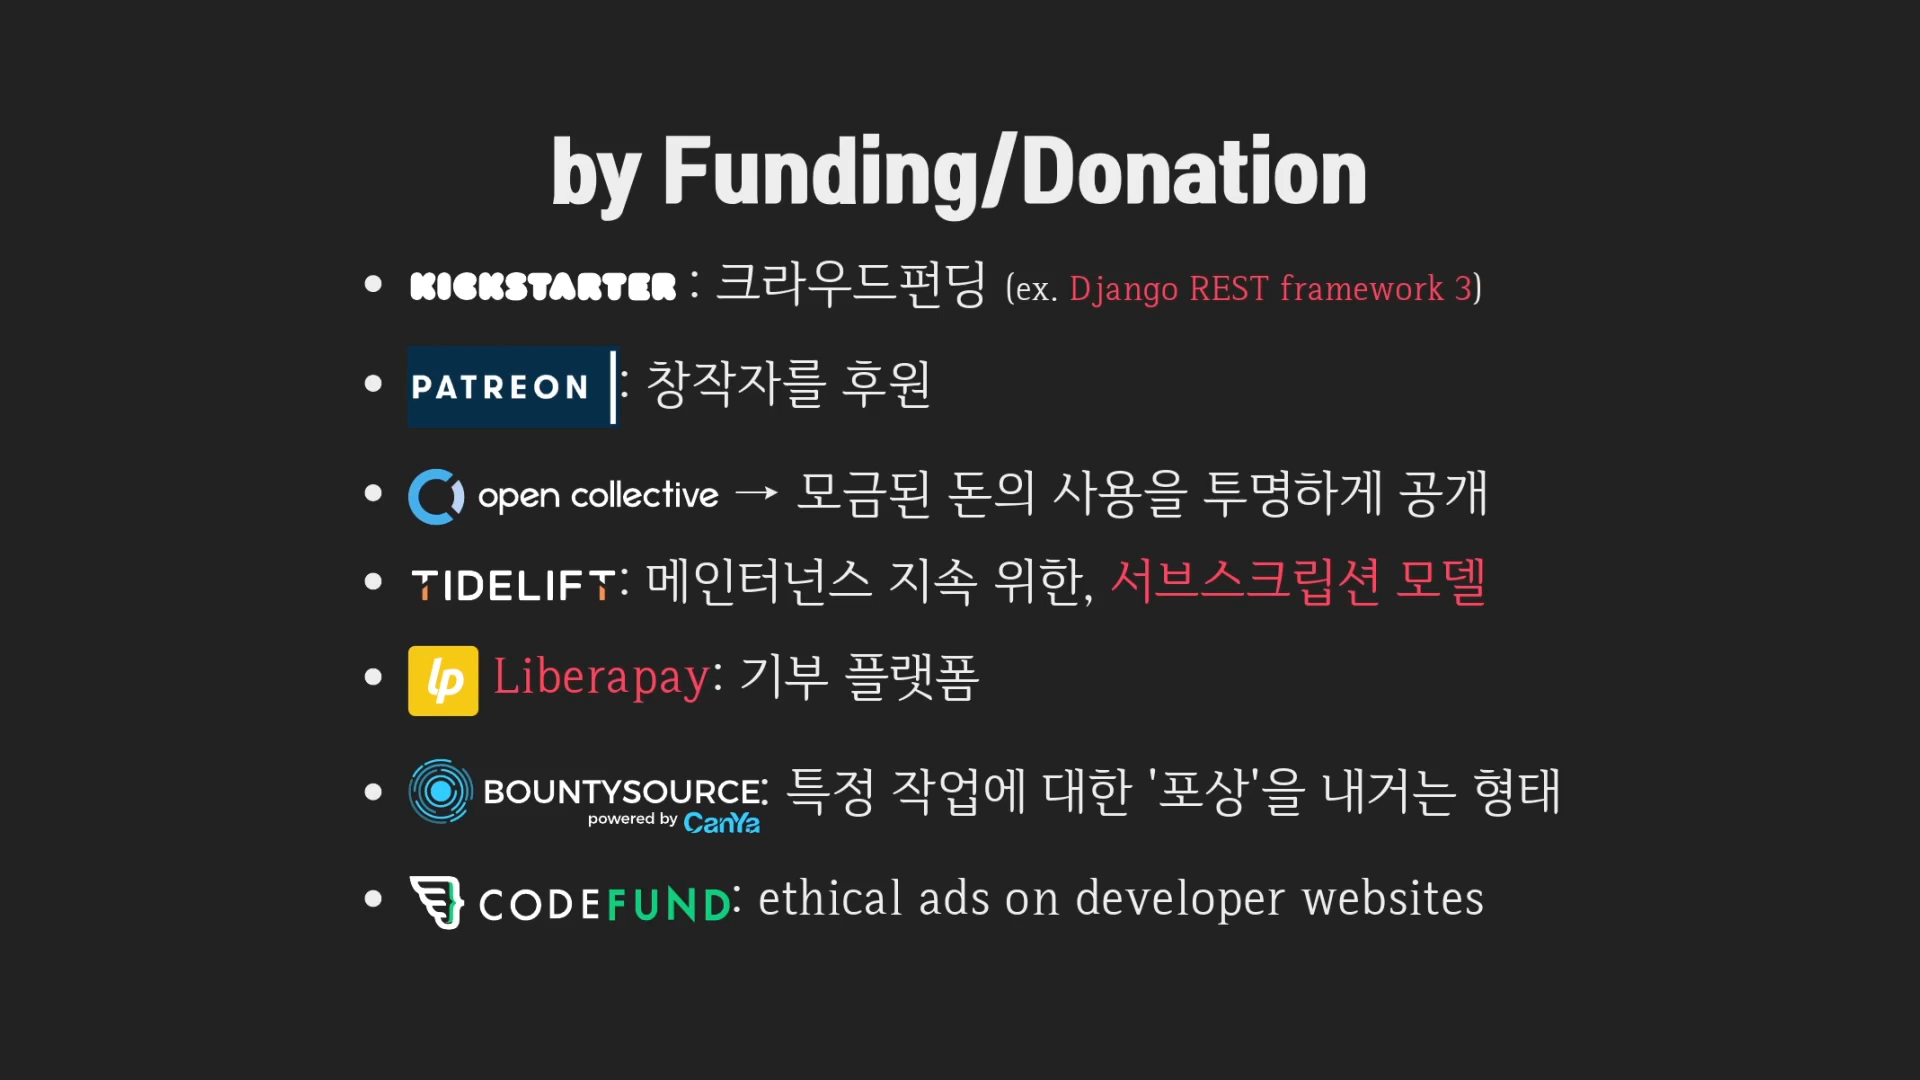 by Funding/Donation
• KICKSTARTER : 크라우드펀딩 (ex. Django REST framework 3)
• PATREON : 창작자를 후원
• open collective → 모금된 돈의 사용을 투명하게 공개
• TIDELIFT: 메인터넌스 지속 위한, 서브스크립션 모델
• lp Liberapay: 기부 플랫폼
• BOUNTYSOURCE: 특정 작업에 대한 '포상'을 내거는 형태
powered by CanYa
• CODEFUND: ethical ads on developer websites